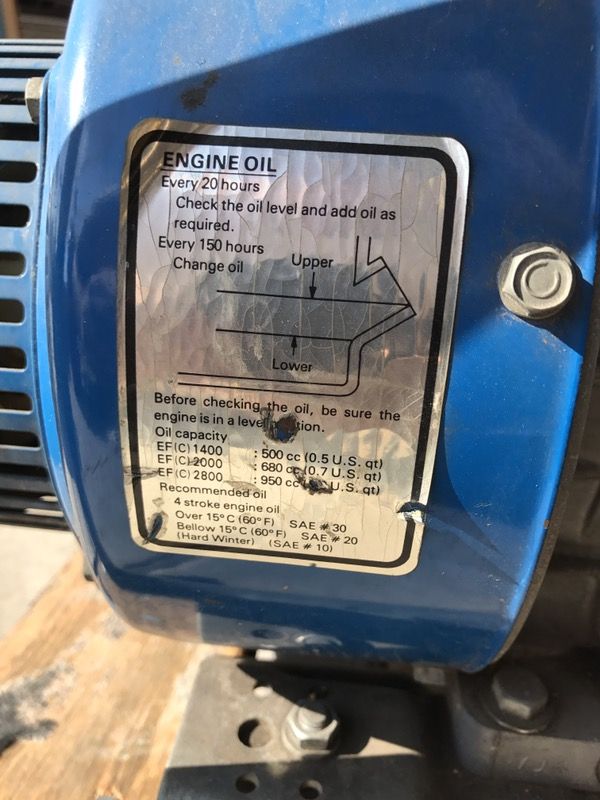 ENGINE OIL
Every 20 hours
Check the oil level and add oil as
required.
Every 150 hours
Change oil
Upper
Lower
Before checking the oil, be sure the
engine is in a level
Oil capacity
EF(C)1400 : 500 cc (0.5 U.S. qt)
EF(C)2000 : 680 cc (0.7 U.S. qt)
EF(C)2800 : 950 cc U.S. qt)
Recommended oil
4 stroke engine oil
Over 15°C (60°F) SAE # 30
Bellow 15°C (60°F) SAE # 20
(Hard Winter) (SAE # 10)